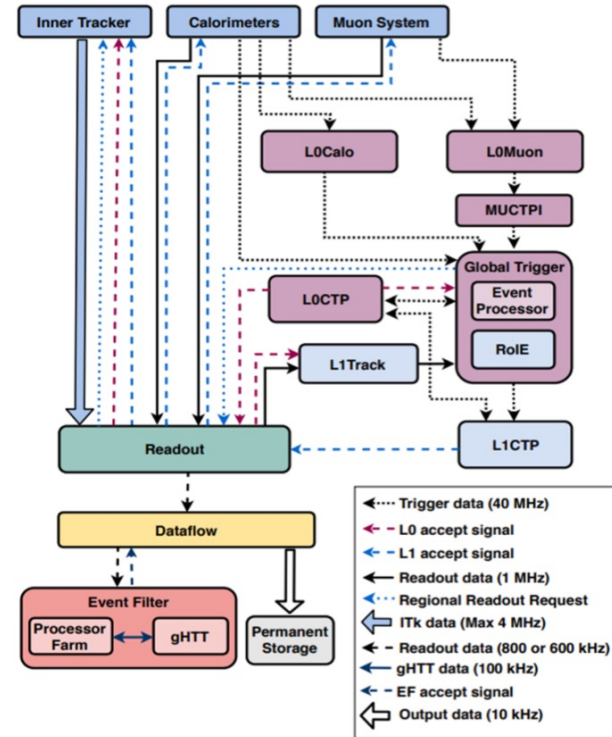 Inner Tracker
Calorimeters
Muon System
L0Calo
L0Muon
MUCTPI
Global Trigger
Event
Processor
RoIE
L0CTP
L1Track
L1CTP
Readout
Dataflow
Event Filter
Processor
Farm
gHTT
Permanent
Storage
Trigger data (40 MHz)
L0 accept signal
L1 accept signal
Readout data (1 MHz)
Regional Readout Request
ITk data (Max 4 MHz)
Readout data (800 or 600 kHz)
gHTT data (100 kHz)
EF accept signal
Output data (10 kHz)